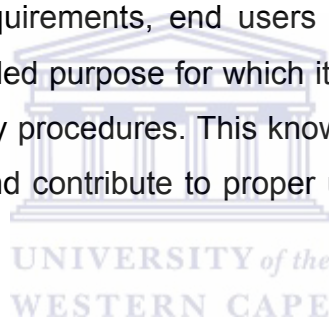 quirements, end users
led purpose for which it
y procedures. This know
nd contribute to proper u
UNIVERSITY of the
WESTERN CAPE